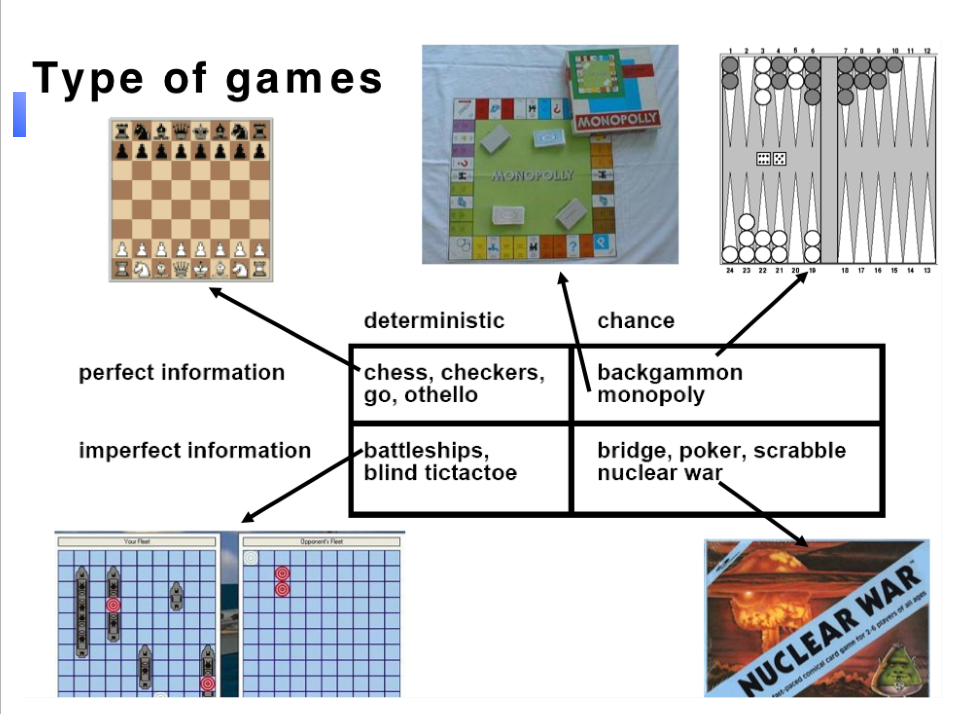 Type of games
MONOPOLLY
MONOPOLLY
1 2 3 4 5 6 7 8 9 10 11 12
24 23 22 21 20 19 18 17 16 15 14 13
deterministic chance
perfect information
chess, checkers,
go, othello
backgammon
monopoly
imperfect information
battleships,
blind tictactoe
bridge, poker, scrabble
nuclear war
Your Fleet
Opponent's Fleet
NUCLEAR WAR™
fast-paced comical card game for 2-6 players of all ages